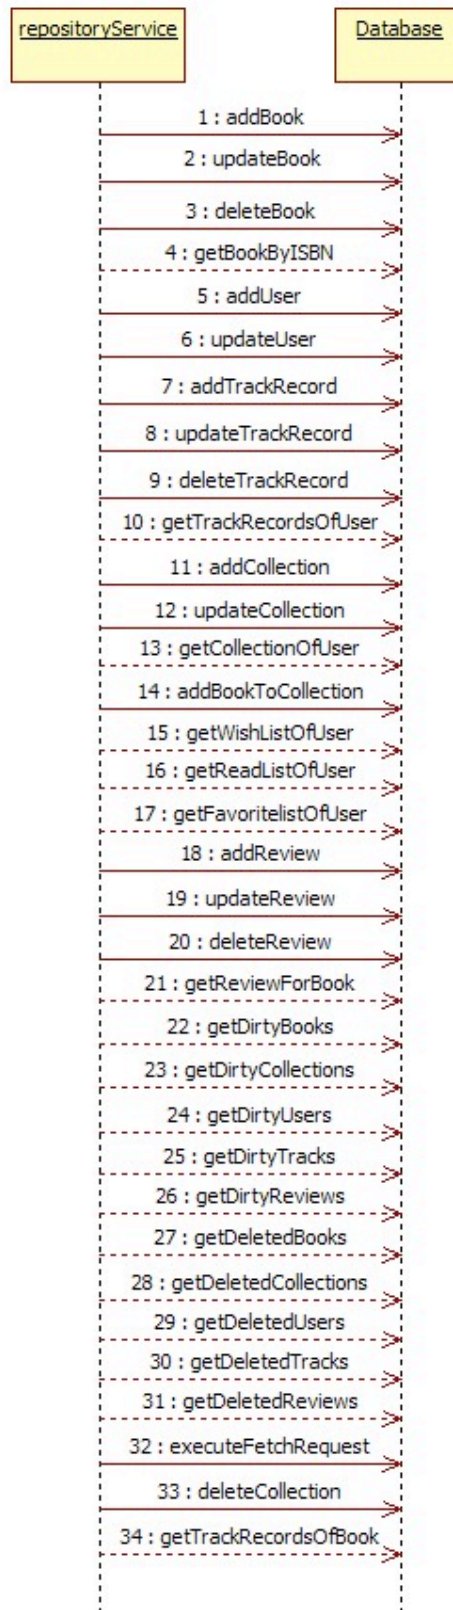 repositoryService
Database
1 : addBook
2 : updateBook
3 : deleteBook
4 : getBookByISBN
5 : addUser
6 : updateUser
7 : addTrackRecord
8 : updateTrackRecord
9 : deleteTrackRecord
10 : getTrackRecordsOfUser
11 : addCollection
12 : updateCollection
13 : getCollectionOfUser
14 : addBookToCollection
15 : getWishListOfUser
16 : getReadListOfUser
17 : getFavoritelistOfUser
18 : addReview
19 : updateReview
20 : deleteReview
21 : getReviewForBook
22 : getDirtyBooks
23 : getDirtyCollections
24 : getDirtyUsers
25 : getDirtyTracks
26 : getDirtyReviews
27 : getDeletedBooks
28 : getDeletedCollections
29 : getDeletedUsers
30 : getDeletedTracks
31 : getDeletedReviews
32 : executeFetchRequest
33 : deleteCollection
34 : getTrackRecordsOfBook